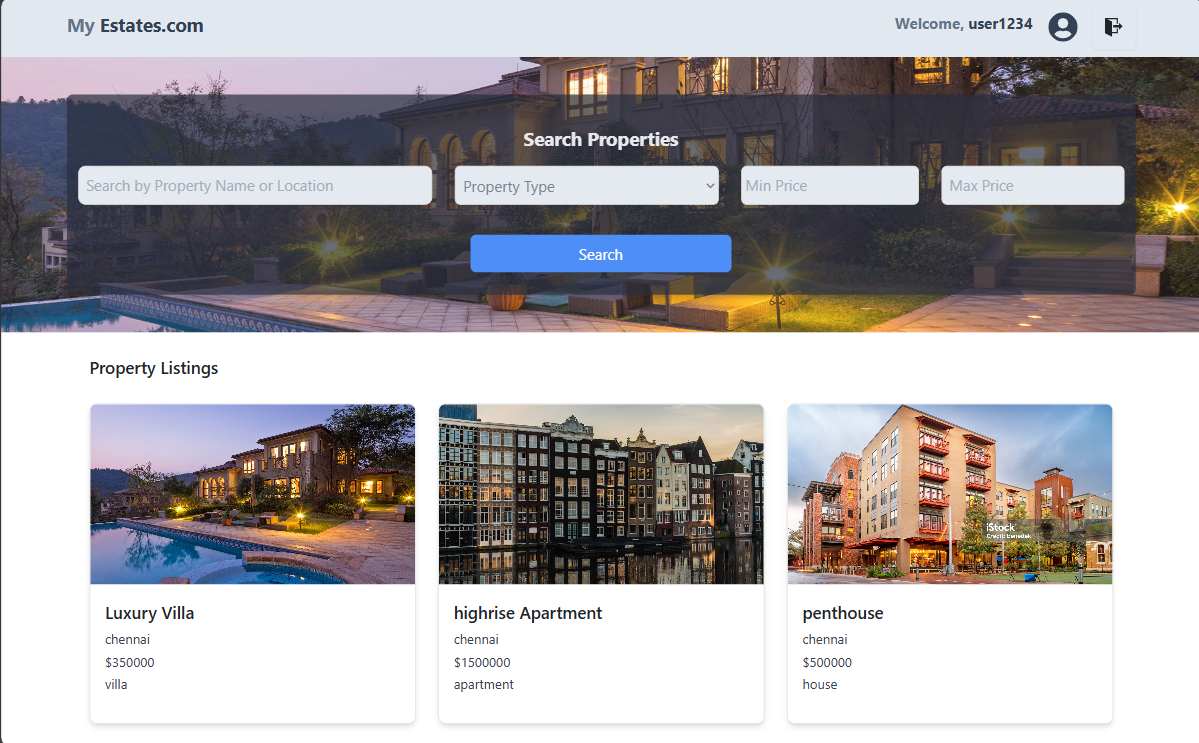 My Estates.com
Welcome, user1234
Search Properties
Search by Property Name or Location
Property Type
Min Price
Max Price
Search
Property Listings
iStock
Credit: benedek
Luxury Villa
chennai
$350000
villa
highrise Apartment
chennai
$1500000
apartment
penthouse
chennai
$500000
house